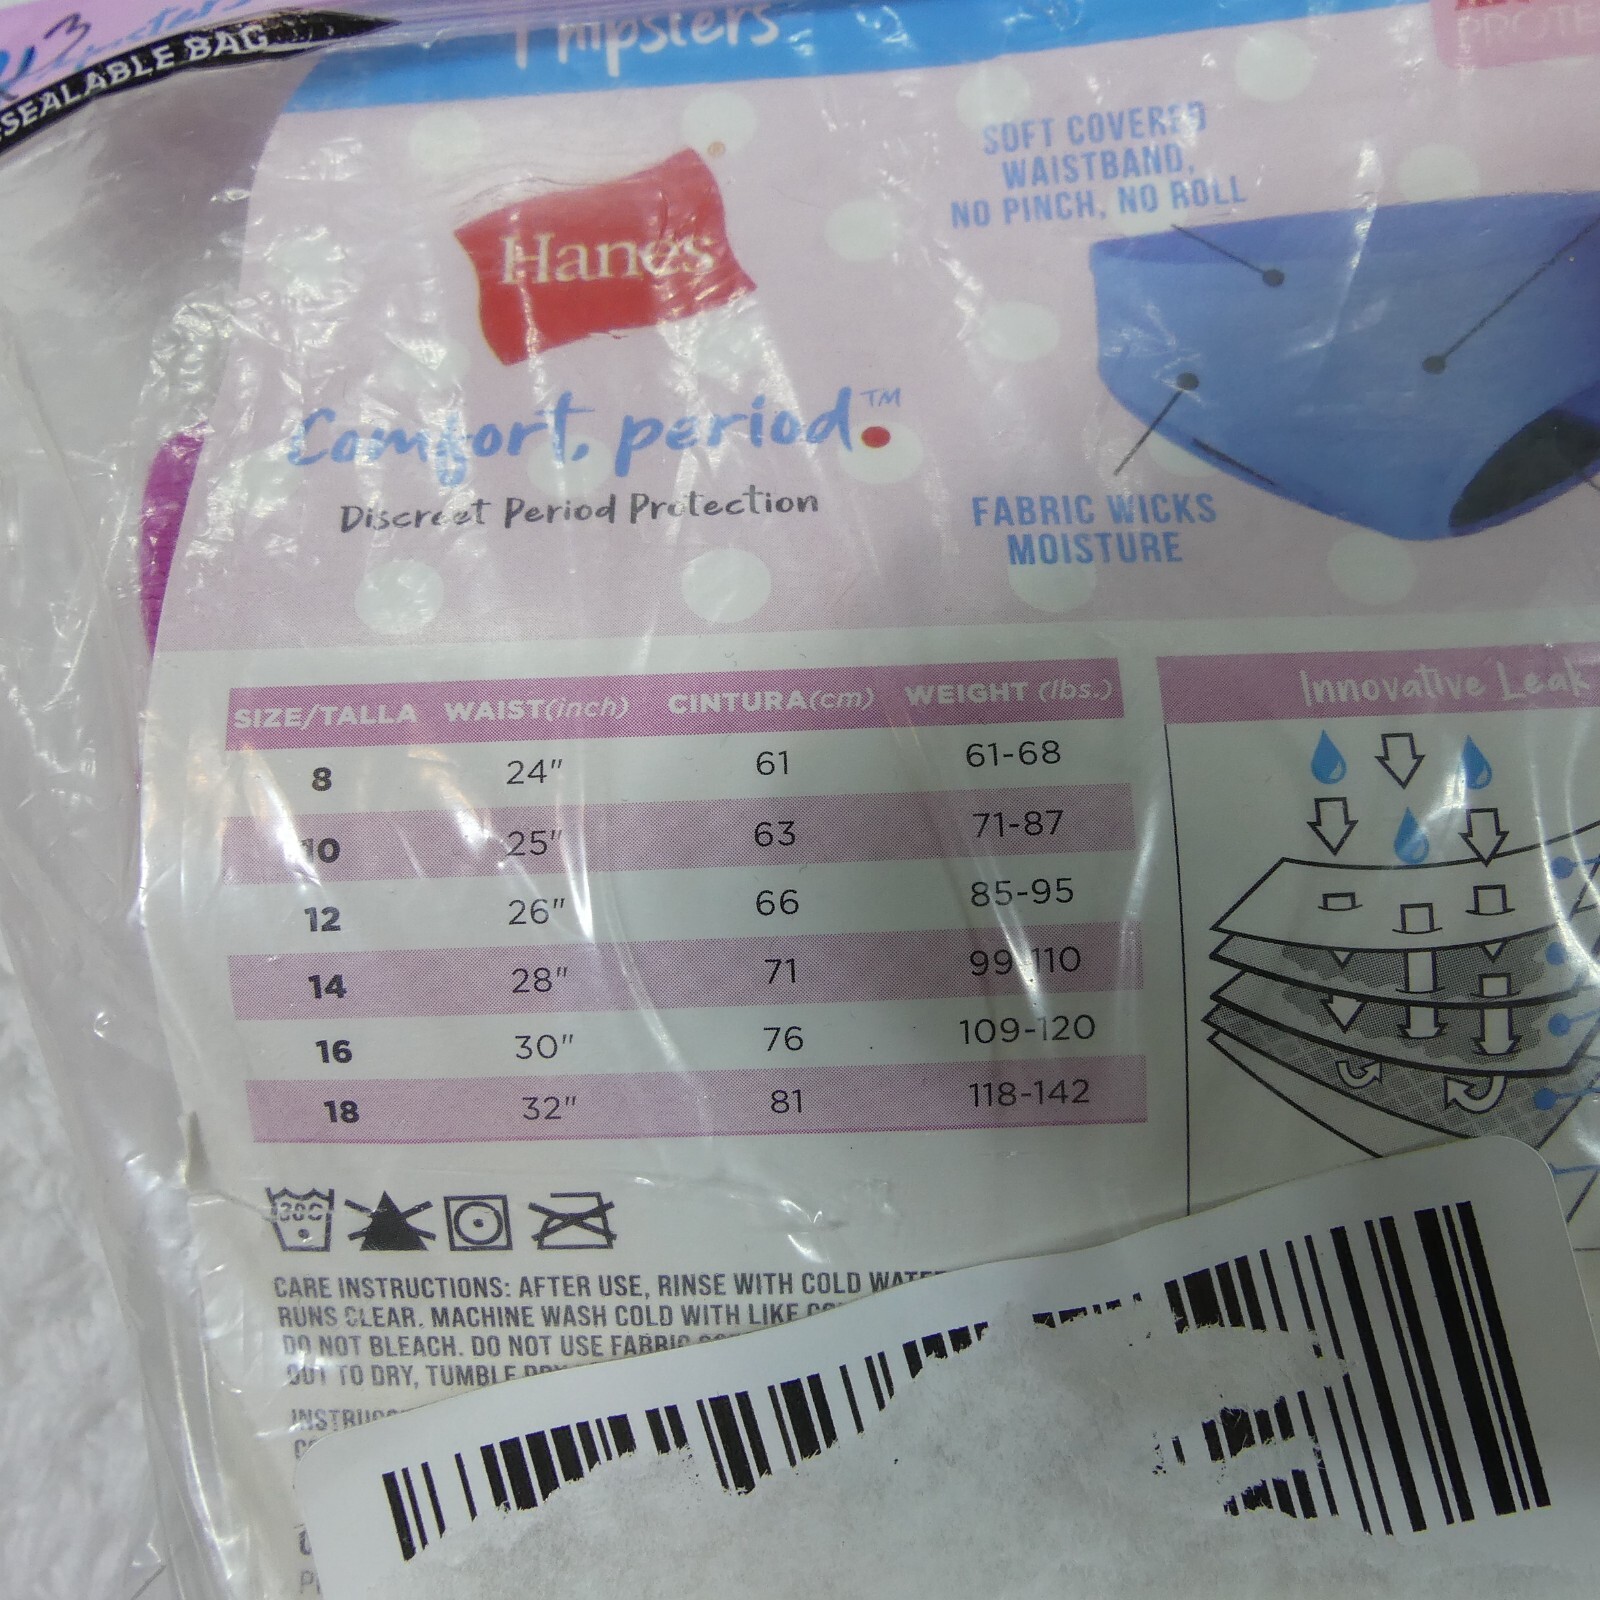 3
SEALABLE BAG
hipsters
PROTE
SOFT COVERED
WAISTBAND,
NO PINCH, NO ROLL
Hanes®
Comfort, period.™
Discreet Period Protection
FABRIC WICKS
MOISTURE
SIZE/TALLA WAIST(inch) CINTURA(cm) WEIGHT (lbs.)
8 24" 61 61-68
10 25" 63 71-87
12 26" 66 85-95
14 28" 71 99-110
16 30" 76 109-120
18 32" 81 118-142
Innovative Leak
30C
CARE INSTRUCTIONS: AFTER USE, RINSE WITH COLD WATE
RUNS CLEAR. MACHINE WASH COLD WITH LIKE
DO NOT BLEACH. DO NOT USE FABRIC
OUT TO DRY, TUMBLE